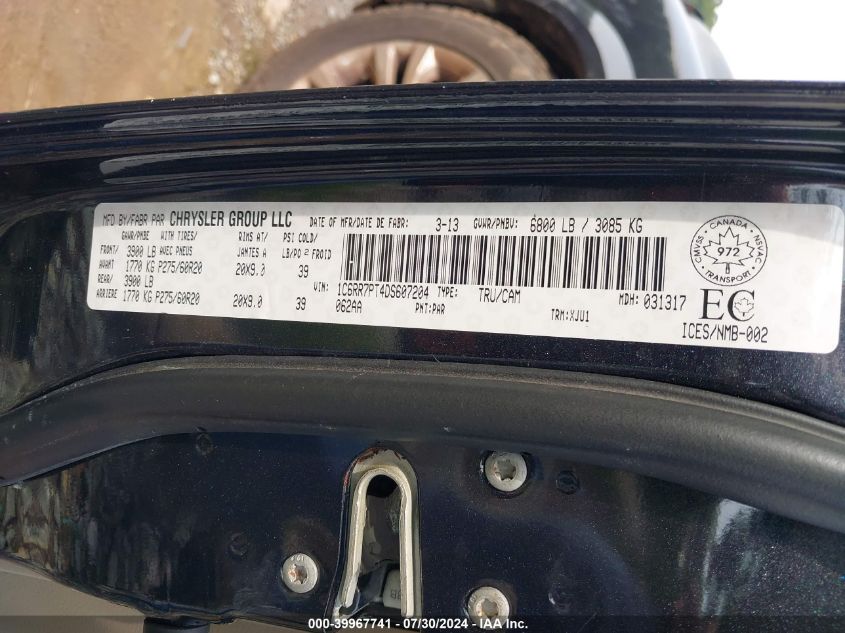 MFD BY/FABR PAR CHRYSLER GROUP LLC DATE OF MFR/DATE DE FABR: 3-13 GVWR/PNBV: 6800 LB / 3085 KG
GAWR/PNBE WITH TIRES/ RIMS AT/ PSI COLD/
FRONT/ 3900 LB AVEC PNEUS JANTES A LB/PO 2 FROID
AVANT 1770 KG P275/60R20 20X9.0 39
REAR/ 3900 LB
ARRIERE 1770 KG P275/60R20 20X9.0 39
VIN: 1C6RR7PT4DS607204 TYPE: TRU/CAM MDH: 031317
062AA PNT:PAR TRM:XJU1
CANADA
CMVSS 972 NSVAC
TRANSPORT
EC
ICES/NMB-002
000-39967741 / 07/30/2024 - IAA Inc.